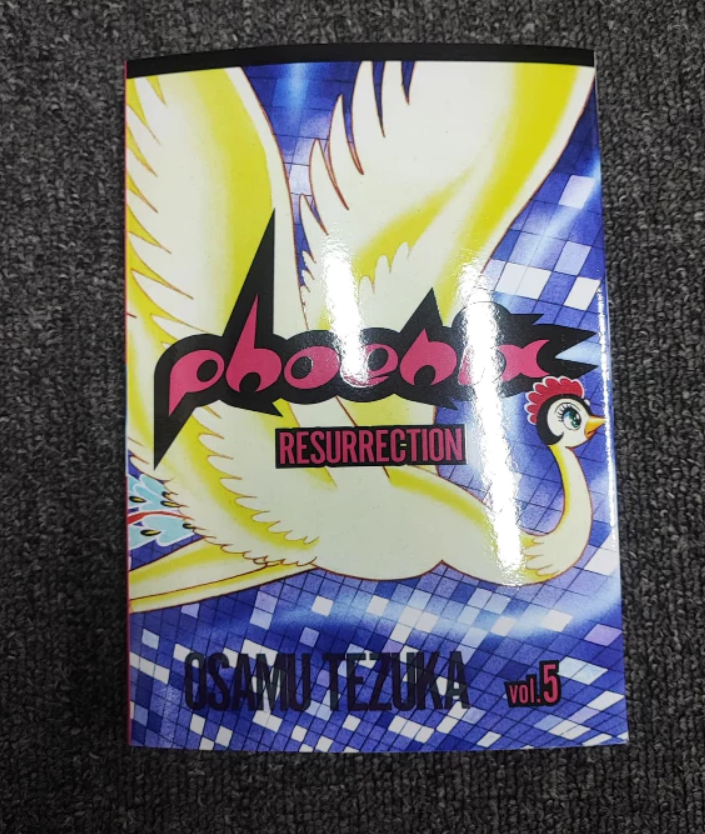 phoenix
RESURRECTION
OSAMU TEZUKA
vol.5